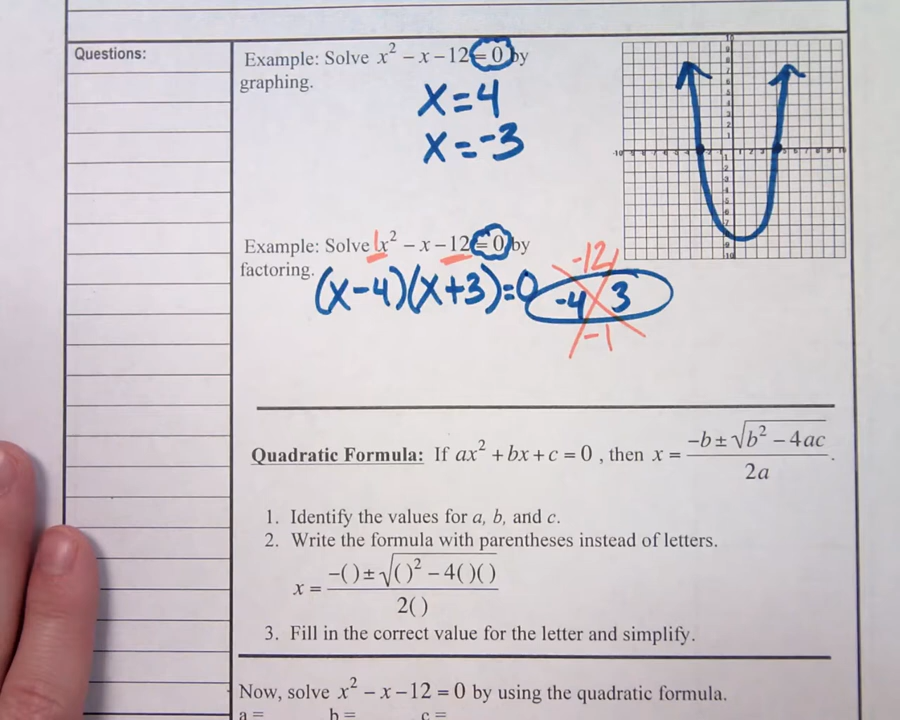 Questions:
Example: Solve x² − x − 12 = 0 by
graphing.
x = 4
x = -3
Example: Solve 1x² − x − 12 = 0 by
factoring.
(x-4)(x+3)=0
-12
-4 3
-1
Quadratic Formula: If ax² + bx + c = 0 , then x = (−b ± √(b² − 4ac)) / 2a .
1. Identify the values for a, b, and c.
2. Write the formula with parentheses instead of letters.
x = (−( ) ± √(( )² − 4( )( ))) / 2( )
3. Fill in the correct value for the letter and simplify.
Now, solve x² − x − 12 = 0 by using the quadratic formula.
a = b = c =